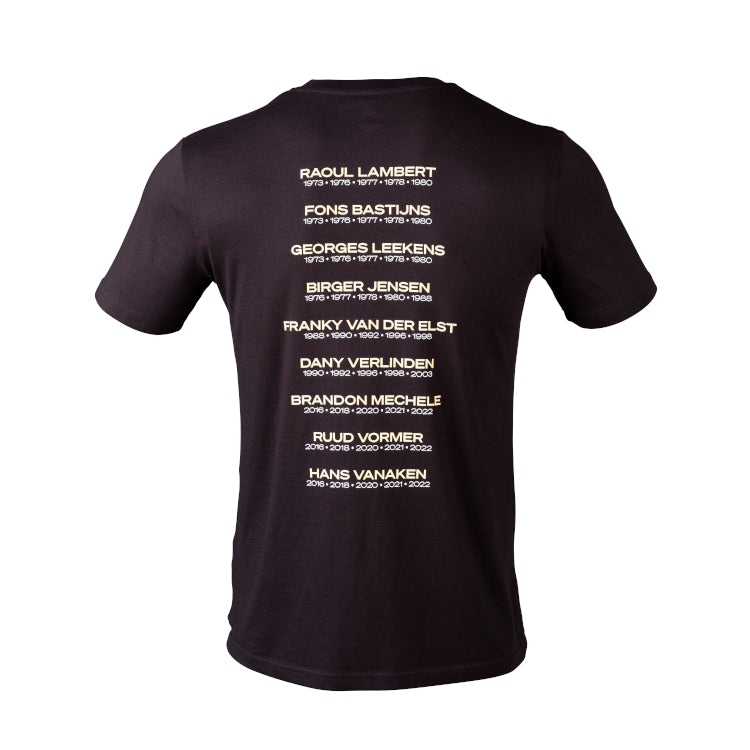 RAOUL LAMBERT
1973 • 1976 • 1977 • 1978 • 1980
FONS BASTIJNS
1973 • 1976 • 1977 • 1978 • 1980
GEORGES LEEKENS
1973 • 1976 • 1977 • 1978 • 1980
BIRGER JENSEN
1976 • 1977 • 1978 • 1980 • 1988
FRANKY VAN DER ELST
1988 • 1990 • 1992 • 1996 • 1998
DANY VERLINDEN
1990 • 1992 • 1996 • 1998 • 2003
BRANDON MECHELE
2016 • 2018 • 2020 • 2021 • 2022
RUUD VORMER
2016 • 2018 • 2020 • 2021 • 2022
HANS VANAKEN
2016 • 2018 • 2020 • 2021 • 2022